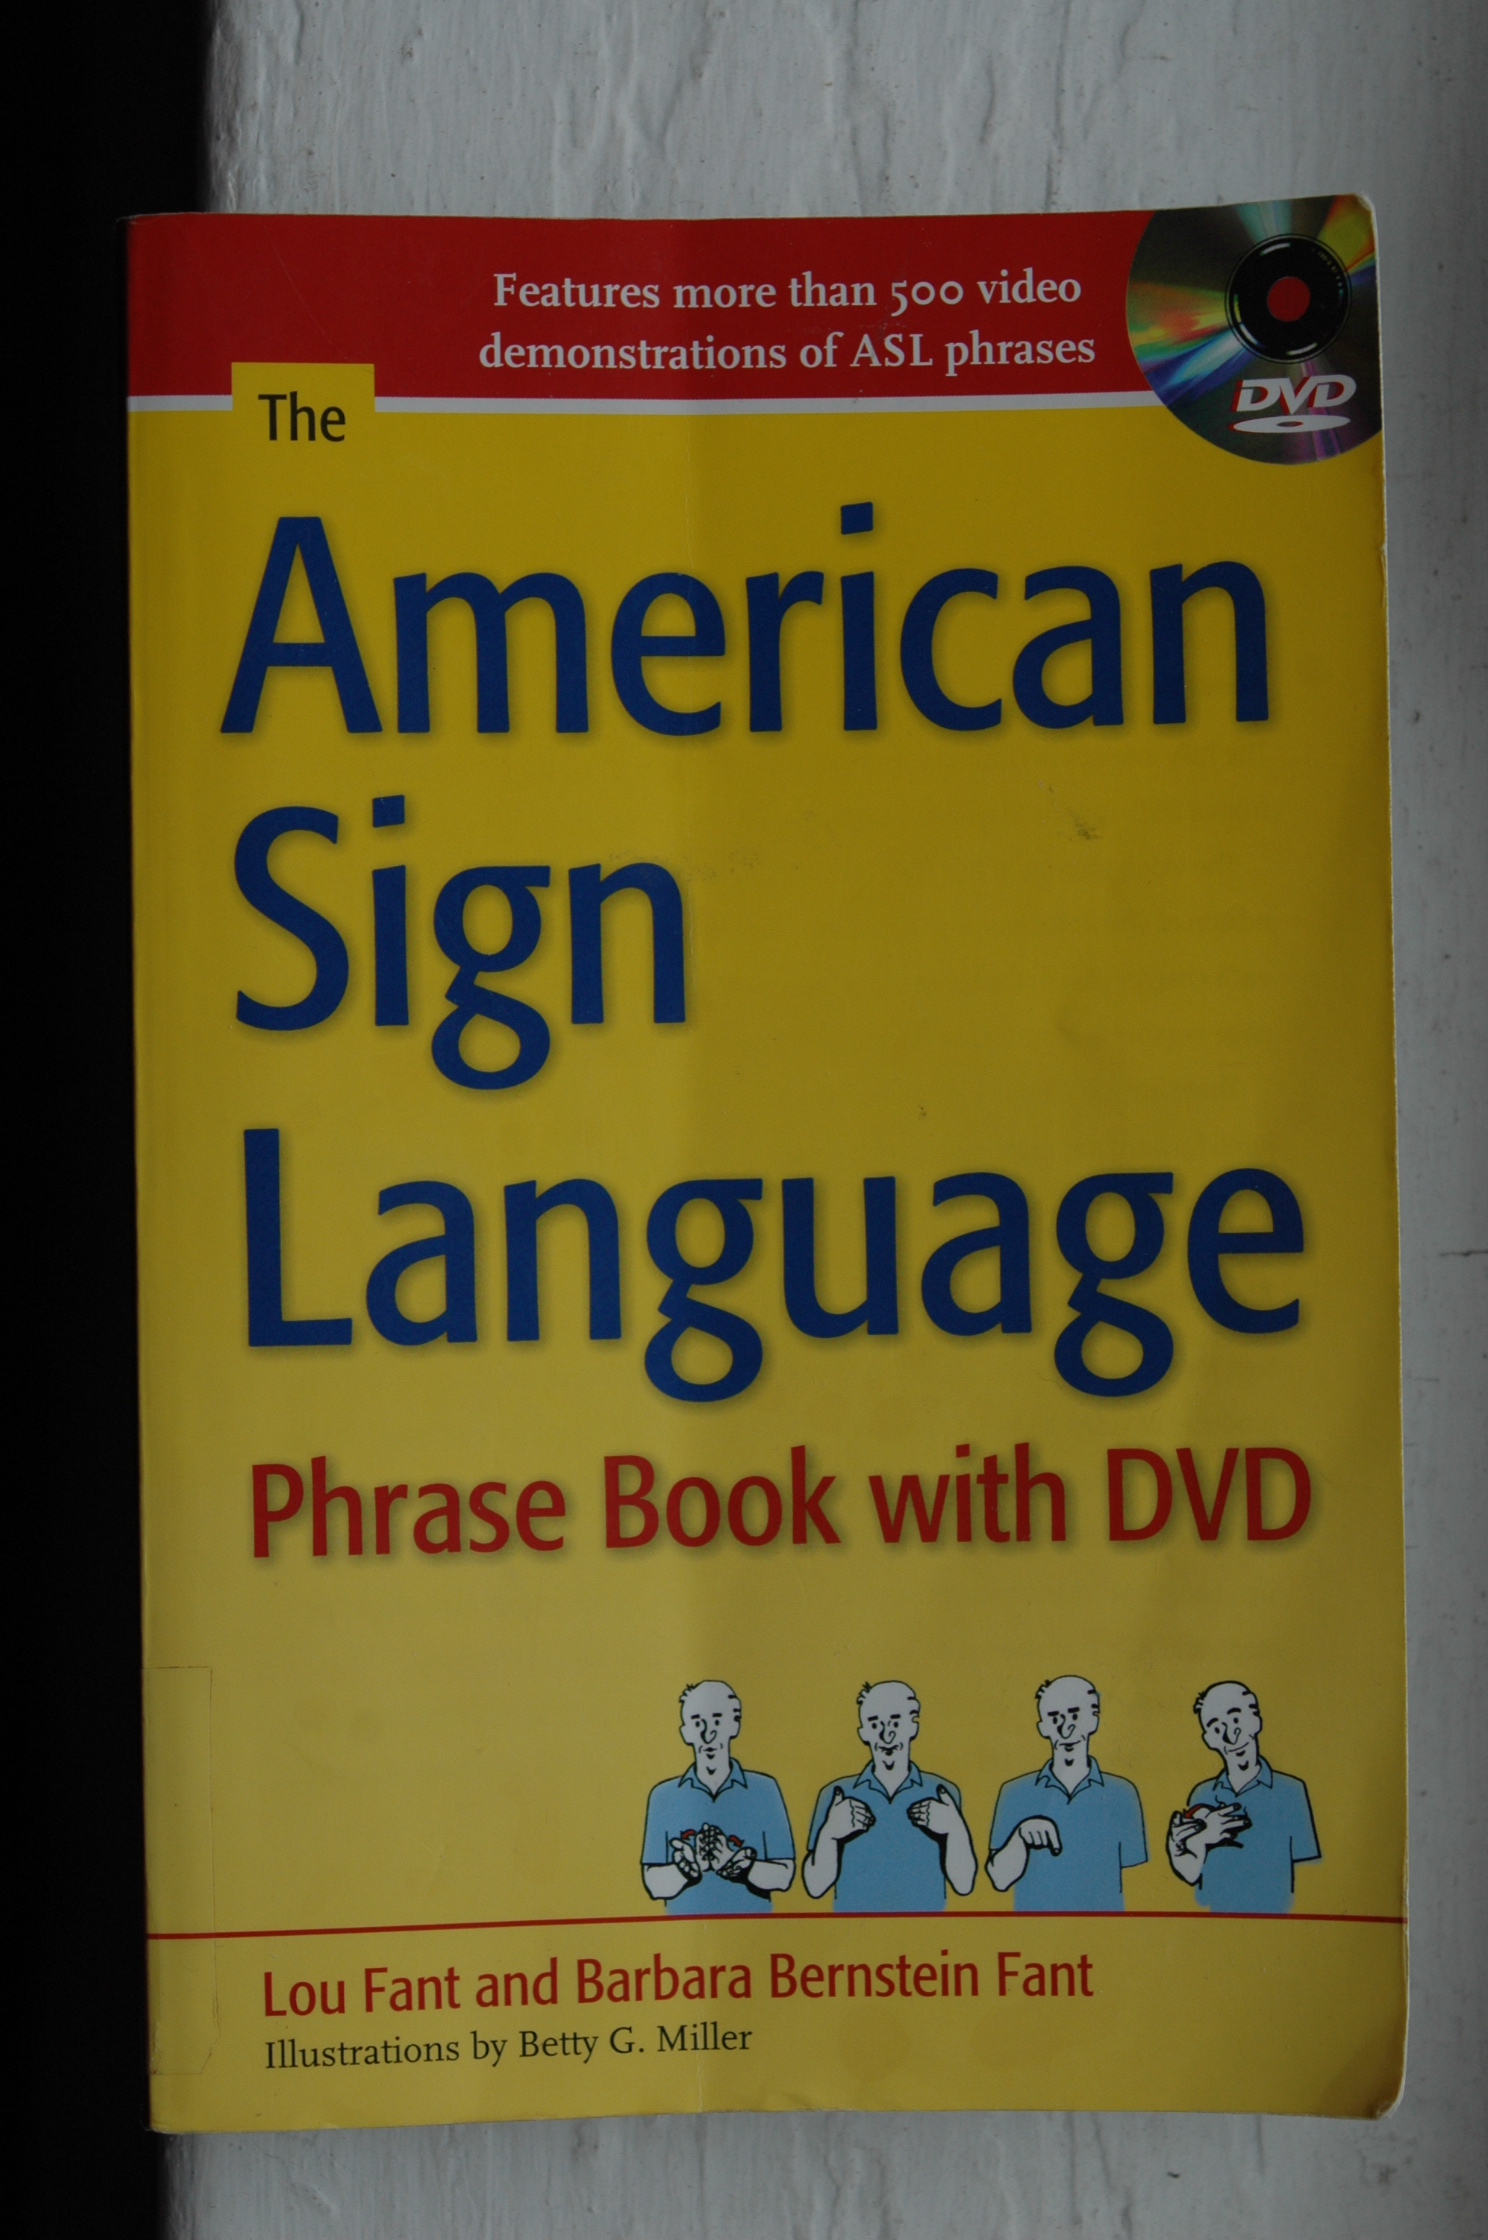 Features more than 500 video
demonstrations of ASL phrases
DVD
The
American
Sign
Language
Phrase Book with DVD
Lou Fant and Barbara Bernstein Fant
Illustrations by Betty G. Miller